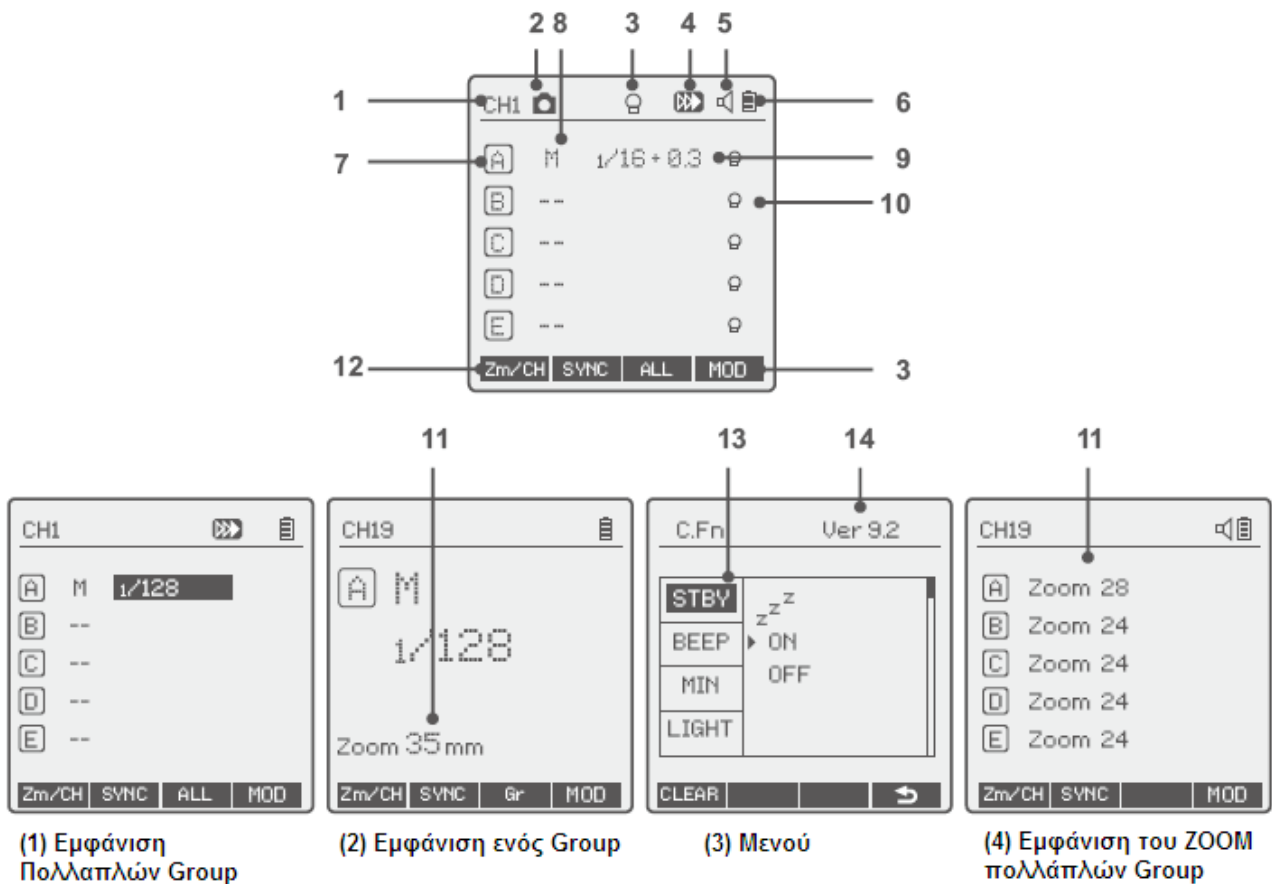 2 8 3 4 5
1 CH1 6
7 A M 1/16 + 0.3 9
B -- 10
C --
D --
E --
12 Zm/CH SYNC ALL MOD 3
11 13 14 11
CH1
A M 1/128
B --
C --
D --
E --
Zm/CH SYNC ALL MOD
(1) Εμφάνιση
Πολλαπλών Group
CH19
A M
1/128
Zoom 35 mm
Zm/CH SYNC Gr MOD
(2) Εμφάνιση ενός Group
C.Fn Ver 9.2
STBY zzz
BEEP ON
OFF
MIN
LIGHT
CLEAR
(3) Μενού
CH19
A Zoom 28
B Zoom 24
C Zoom 24
D Zoom 24
E Zoom 24
Zm/CH SYNC MOD
(4) Εμφάνιση του ZOOM
πολλάπλών Group